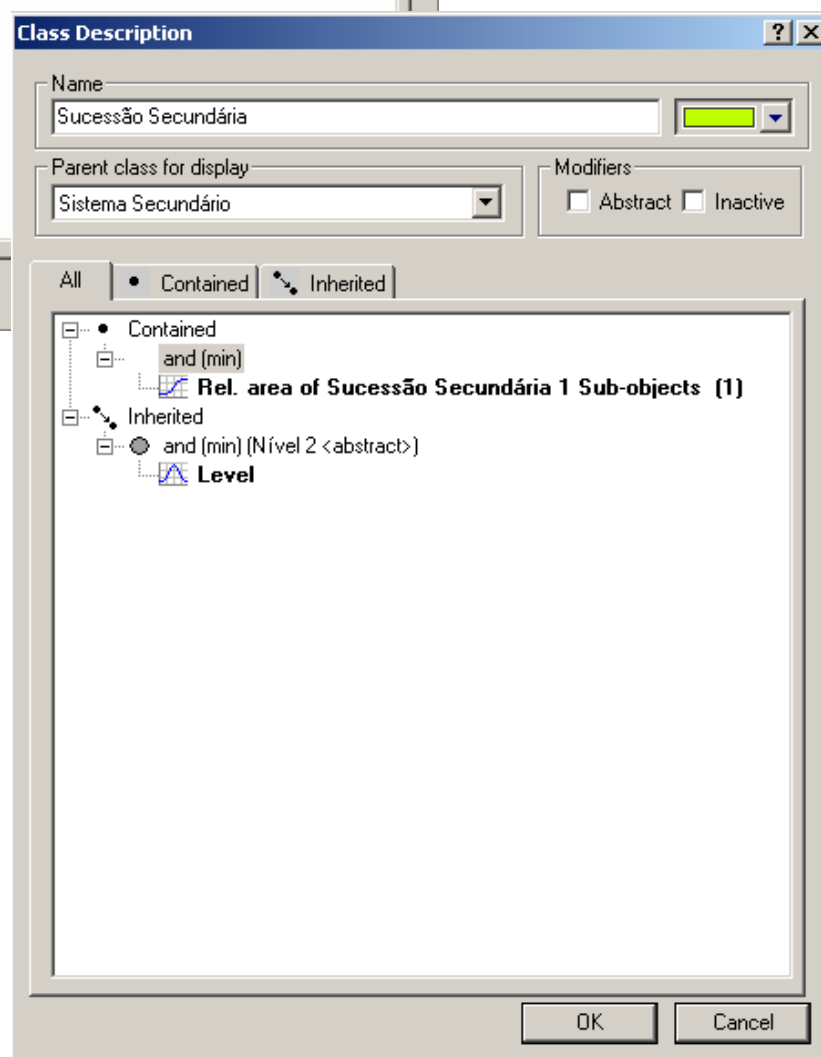 Class Description
Name
Sucessão Secundária
Parent class for display
Modifiers
Sistema Secundário
Abstract
Inactive
All
Contained
Inherited
Contained
and (min)
Rel. area of Sucessão Secundária 1 Sub-objects (1)
Inherited
and (min) (Nível 2 <abstract>)
Level
OK
Cancel